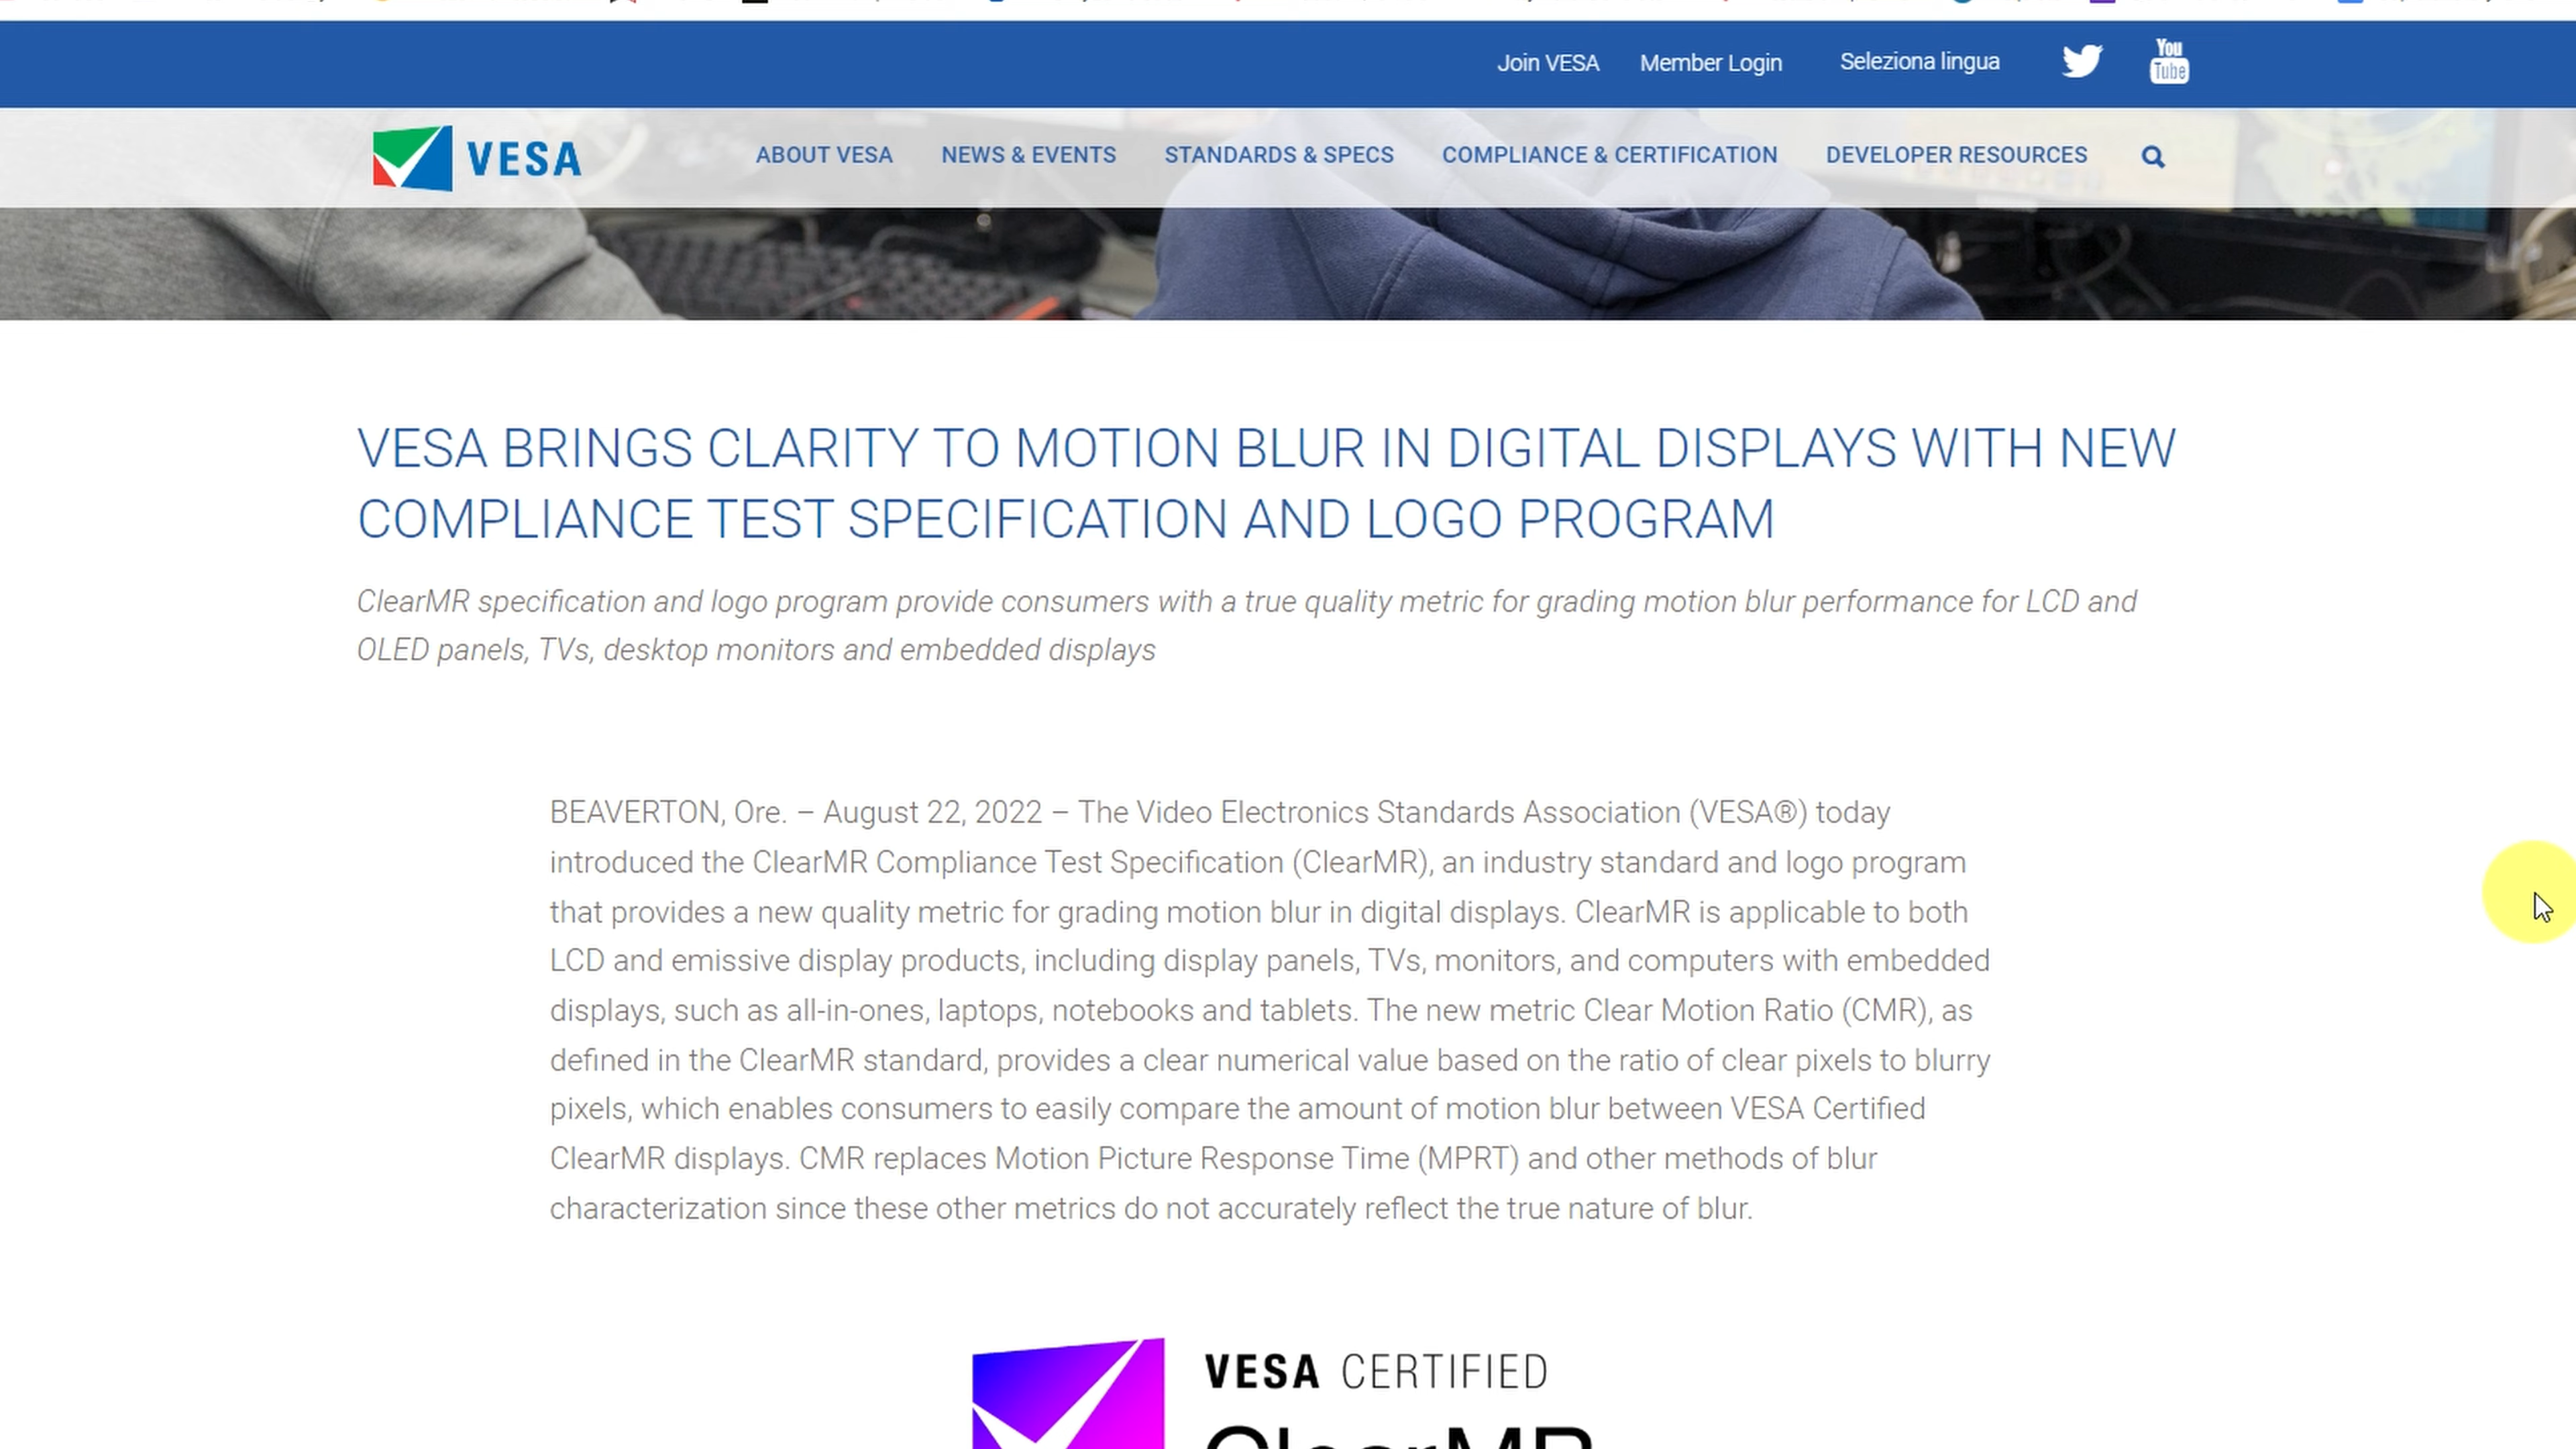 Join VESA Member Login Seleziona lingua You Tube
VESA ABOUT VESA NEWS & EVENTS STANDARDS & SPECS COMPLIANCE & CERTIFICATION DEVELOPER RESOURCES
VESA BRINGS CLARITY TO MOTION BLUR IN DIGITAL DISPLAYS WITH NEW
COMPLIANCE TEST SPECIFICATION AND LOGO PROGRAM
ClearMR specification and logo program provide consumers with a true quality metric for grading motion blur performance for LCD and
OLED panels, TVs, desktop monitors and embedded displays
BEAVERTON, Ore. – August 22, 2022 – The Video Electronics Standards Association (VESA®) today
introduced the ClearMR Compliance Test Specification (ClearMR), an industry standard and logo program
that provides a new quality metric for grading motion blur in digital displays. ClearMR is applicable to both
LCD and emissive display products, including display panels, TVs, monitors, and computers with embedded
displays, such as all-in-ones, laptops, notebooks and tablets. The new metric Clear Motion Ratio (CMR), as
defined in the ClearMR standard, provides a clear numerical value based on the ratio of clear pixels to blurry
pixels, which enables consumers to easily compare the amount of motion blur between VESA Certified
ClearMR displays. CMR replaces Motion Picture Response Time (MPRT) and other methods of blur
characterization since these other metrics do not accurately reflect the true nature of blur.
VESA CERTIFIED
ClearMR